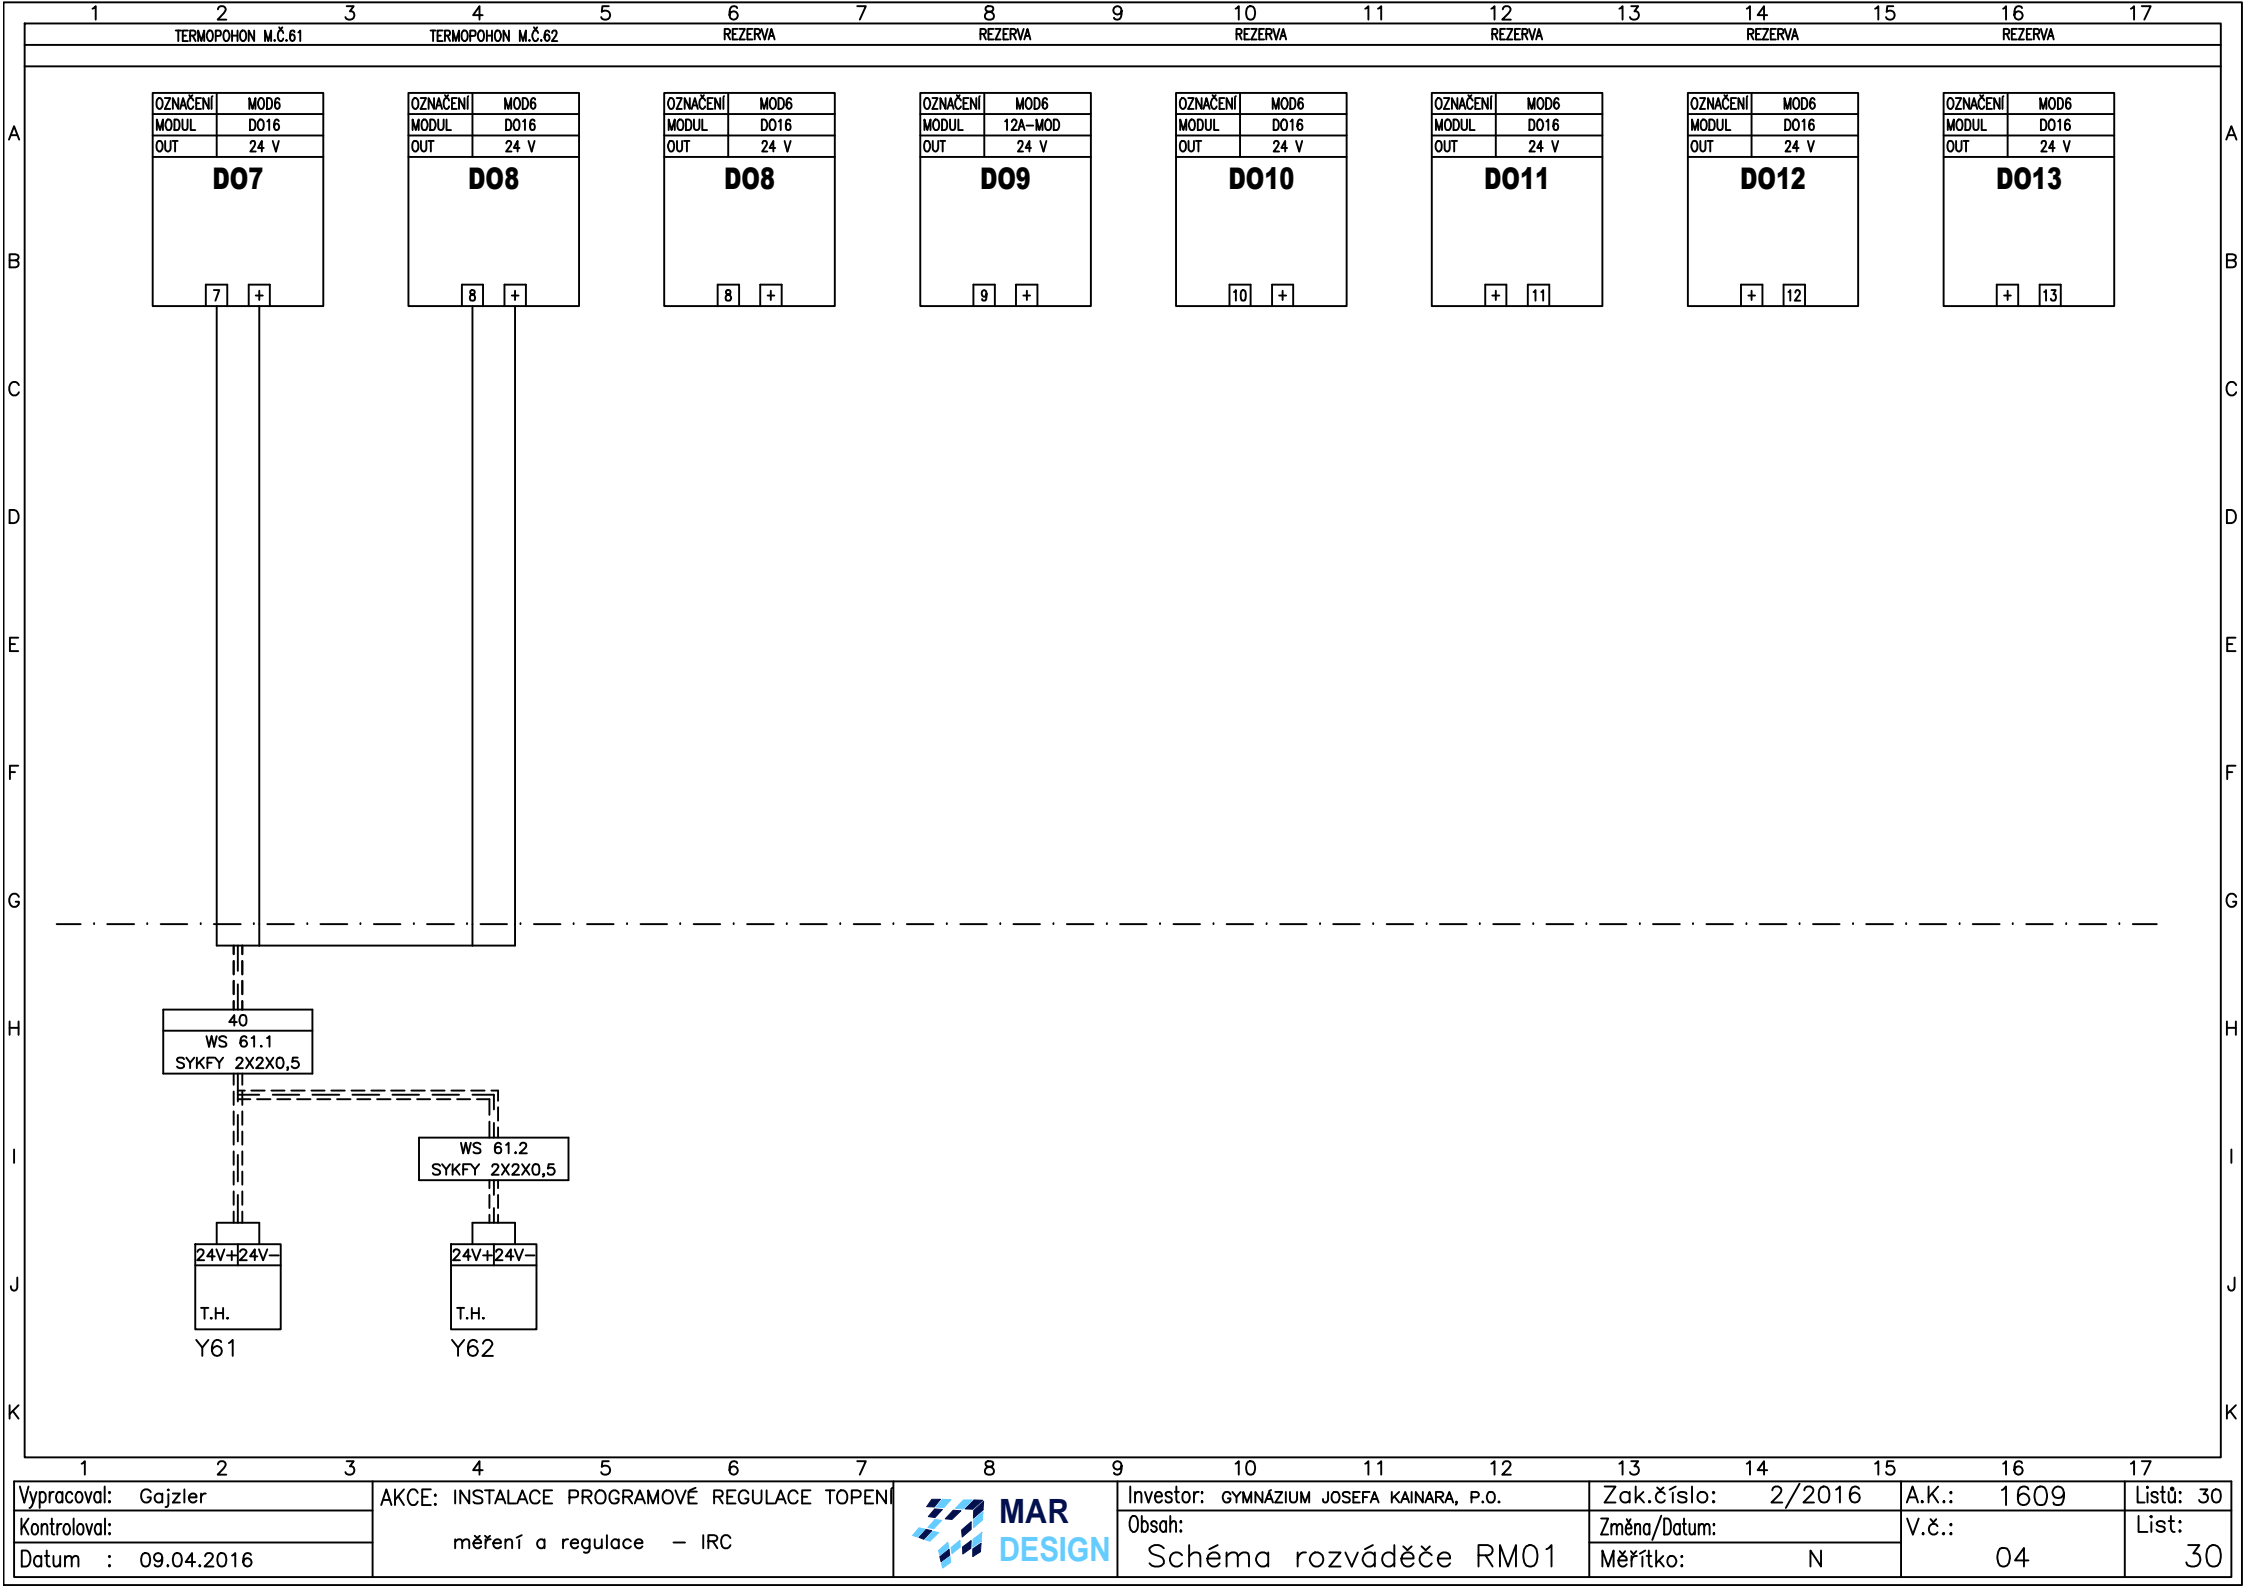 1 2 3 4 5 6 7 8 9 10 11 12 13 14 15 16 17
TERMOPOHON M.Č.61 TERMOPOHON M.Č.62 REZERVA REZERVA REZERVA REZERVA REZERVA REZERVA
OZNAČENÍ MOD6 OZNAČENÍ MOD6 OZNAČENÍ MOD6 OZNAČENÍ MOD6 OZNAČENÍ MOD6 OZNAČENÍ MOD6 OZNAČENÍ MOD6 OZNAČENÍ MOD6
MODUL DO16 MODUL DO16 MODUL DO16 MODUL 12A-MOD MODUL DO16 MODUL DO16 MODUL DO16 MODUL DO16
A A
OUT 24 V OUT 24 V OUT 24 V OUT 24 V OUT 24 V OUT 24 V OUT 24 V OUT 24 V
DO7 DO8 DO8 DO9 DO10 DO11 DO12 DO13
B B
7 + 8 + 8 + 9 + 10 + + 11 + 12 + 13
C C
D D
E E
F F
G G
40
H H
WS 61.1
SYKFY 2X2X0,5
WS 61.2
I I
SYKFY 2X2X0,5
24V+ 24V- 24V+ 24V-
J J
T.H. T.H.
Y61 Y62
K K
1 2 3 4 5 6 7 8 9 10 11 12 13 14 15 16 17
Vypracoval: Gajzler
Kontroloval:
Datum : 09.04.2016
AKCE: INSTALACE PROGRAMOVÉ REGULACE TOPENÍ
měření a regulace - IRC
MAR
DESIGN
Investor: GYMNÁZIUM JOSEFA KAINARA, P.O.
Obsah:
Schéma rozváděče RM01
Zak.číslo: 2/2016
Změna/Datum:
Měřítko: N
A.K.: 1609
V.č.:
04
Listů: 30
List:
30